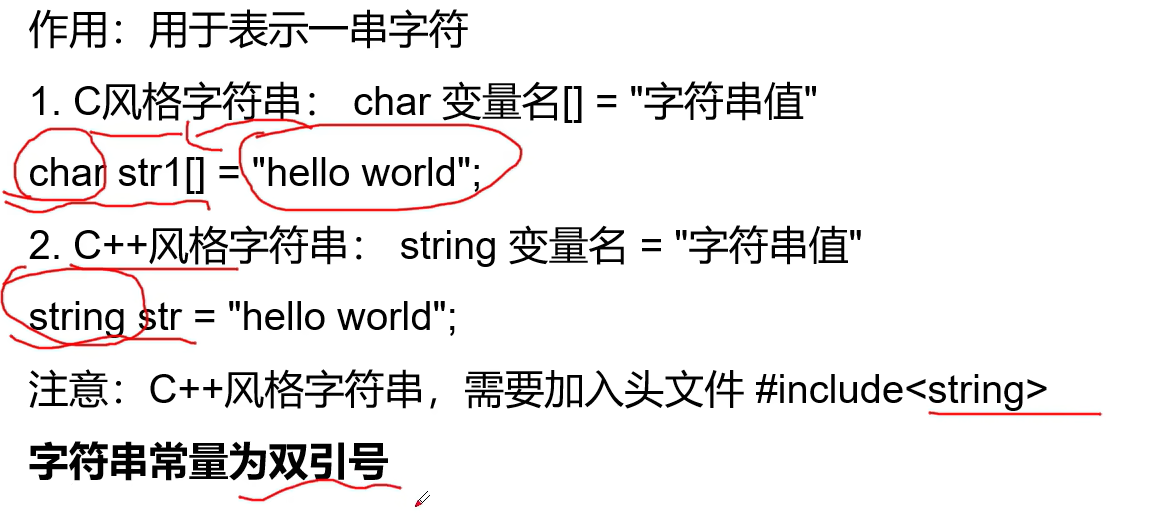 作用：用于表示一串字符
1. C风格字符串： char 变量名[] = "字符串值"
char str1[] = "hello world";
2. C++风格字符串： string 变量名 = "字符串值"
string str = "hello world";
注意：C++风格字符串，需要加入头文件 #include<string>
字符串常量为双引号